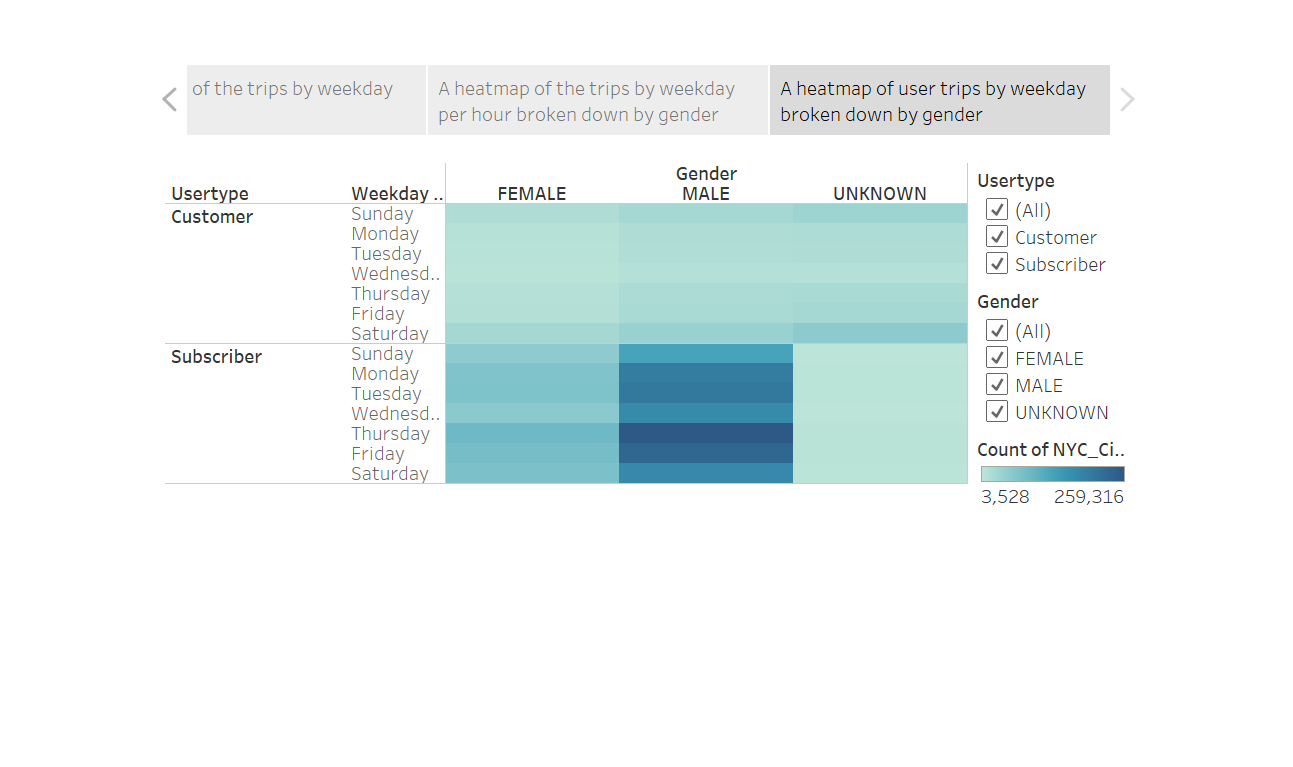 of the trips by weekday
A heatmap of the trips by weekday
per hour broken down by gender
A heatmap of user trips by weekday
broken down by gender
Gender
Usertype Weekday .. FEMALE MALE UNKNOWN
Customer Sunday
Monday
Tuesday
Wednesd..
Thursday
Friday
Saturday
Subscriber Sunday
Monday
Tuesday
Wednesd..
Thursday
Friday
Saturday
Usertype
(All)
Customer
Subscriber
Gender
(All)
FEMALE
MALE
UNKNOWN
Count of NYC_Ci..
3,528 259,316